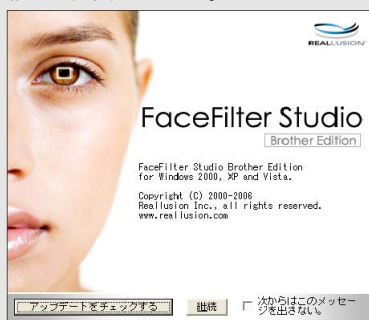 REALLUSION
FaceFilter Studio
Brother Edition
FaceFilter Studio Brother Edition
for Windows 2000, XP and Vista.
Copyright (C) 2000-2006
Reallusion Inc., all rights reserved.
www.reallusion.com
アップデートをチェックする
継続
次からはこのメッセー
ジを出さない。